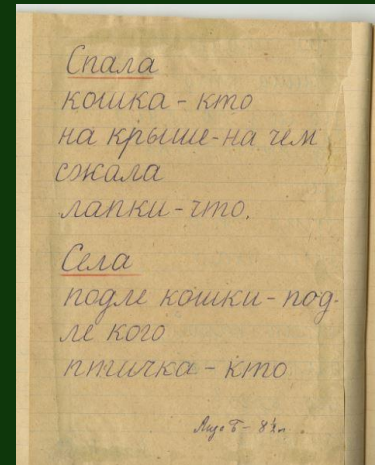 Спала
кошка - кто
на крыше - на чем
сжала
лапки - что.
Села
подле кошки - под-
ле кого
птичка - кто